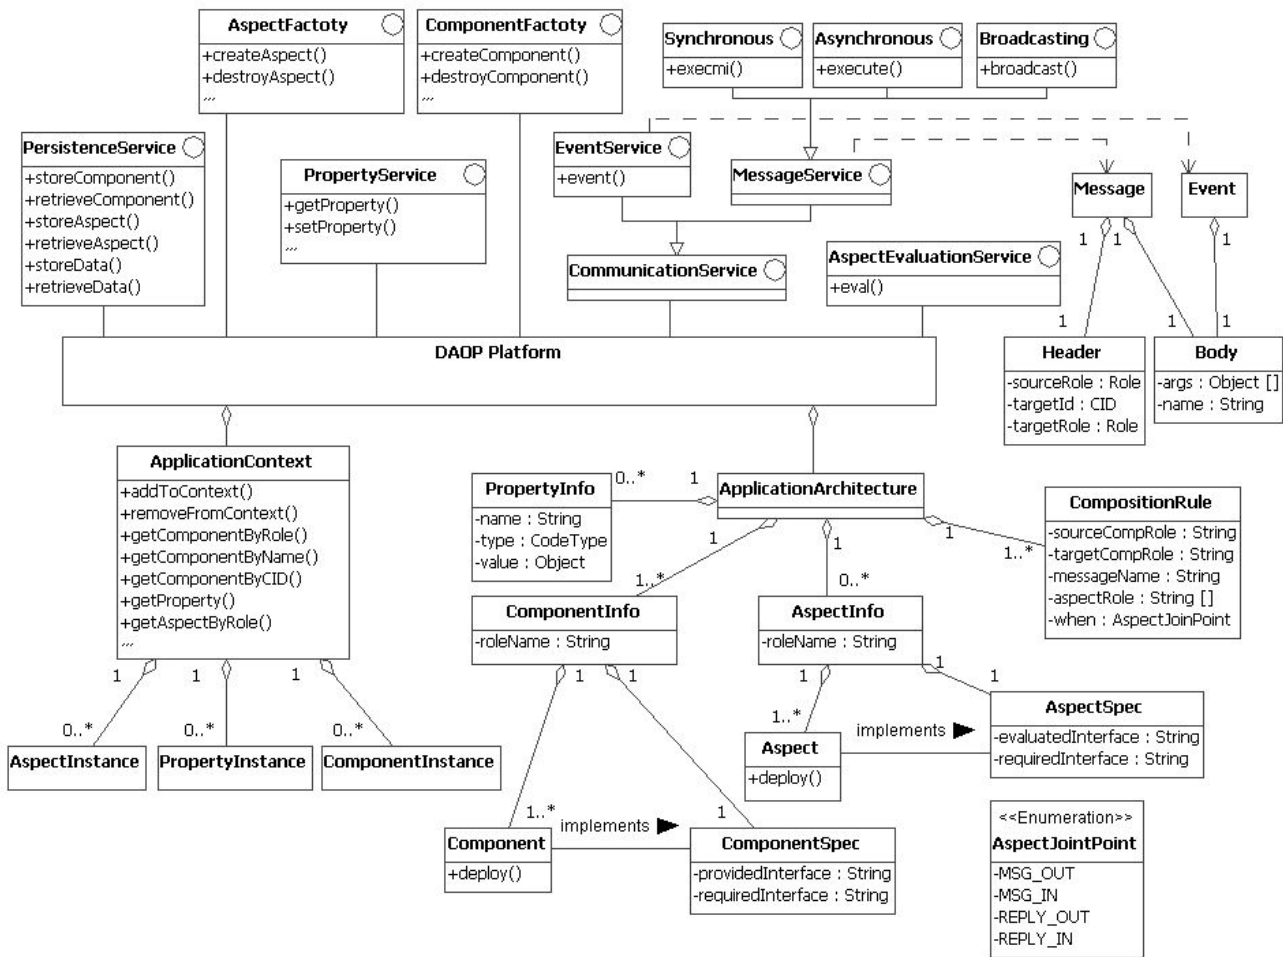 AspectFactoty
+createAspect()
+destroyAspect()
,,,
ComponentFactoty
+createComponent()
+destroyComponent()
,,,
Synchronous
+execmi()
Asynchronous
+execute()
Broadcasting
+broadcast()
PersistenceService
+storeComponent()
+retrieveComponent()
+storeAspect()
+retrieveAspect()
+storeData()
+retrieveData()
PropertyService
+getProperty()
+setProperty()
,,,
EventService
+event()
MessageService
Message
Event
1
1
1
CommunicationService
AspectEvaluationService
+eval()
1
1
1
DAOP Platform
Header
-sourceRole : Role
-targetId : CID
-targetRole : Role
Body
-args : Object []
-name : String
ApplicationContext
+addToContext()
+removeFromContext()
+getComponentByRole()
+getComponentByName()
+getComponentByCID()
+getProperty()
+getAspectByRole()
,,,
PropertyInfo
-name : String
-type : CodeType
-value : Object
0..*
1
ApplicationArchitecture
1
1
1
1..*
CompositionRule
-sourceCompRole : String
-targetCompRole : String
-messageName : String
-aspectRole : String []
-when : AspectJoinPoint
1..*
0..*
ComponentInfo
-roleName : String
AspectInfo
-roleName : String
1
1
1
0..*
0..*
0..*
AspectInstance
PropertyInstance
ComponentInstance
1
1
1
1
1..*
1
implements
Aspect
+deploy()
AspectSpec
-evaluatedInterface : String
-requiredInterface : String
1..*
implements
1
Component
+deploy()
ComponentSpec
-providedInterface : String
-requiredInterface : String
<<Enumeration>>
AspectJointPoint
-MSG_OUT
-MSG_IN
-REPLY_OUT
-REPLY_IN